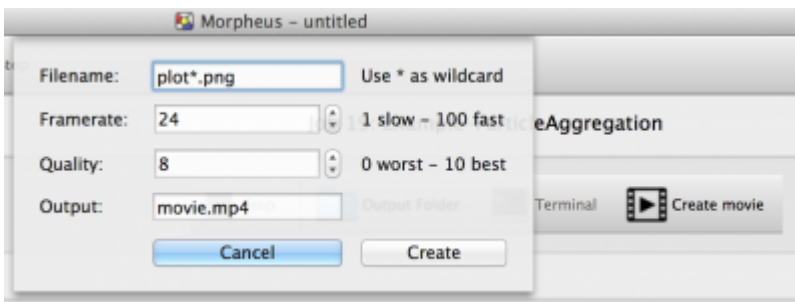 Morpheus – untitled
Filename: plot*.png Use * as wildcard
Framerate: 24 1 slow – 100 fast
ParticleAggregation
Quality: 8 0 worst – 10 best
Output: movie.mp4
Output Folder Terminal Create movie
Cancel Create